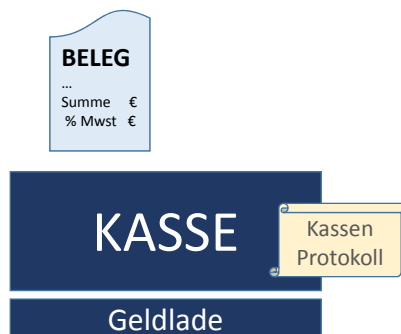 BELEG
...
Summe €
% Mwst €
KASSE
Kassen
Protokoll
Geldlade